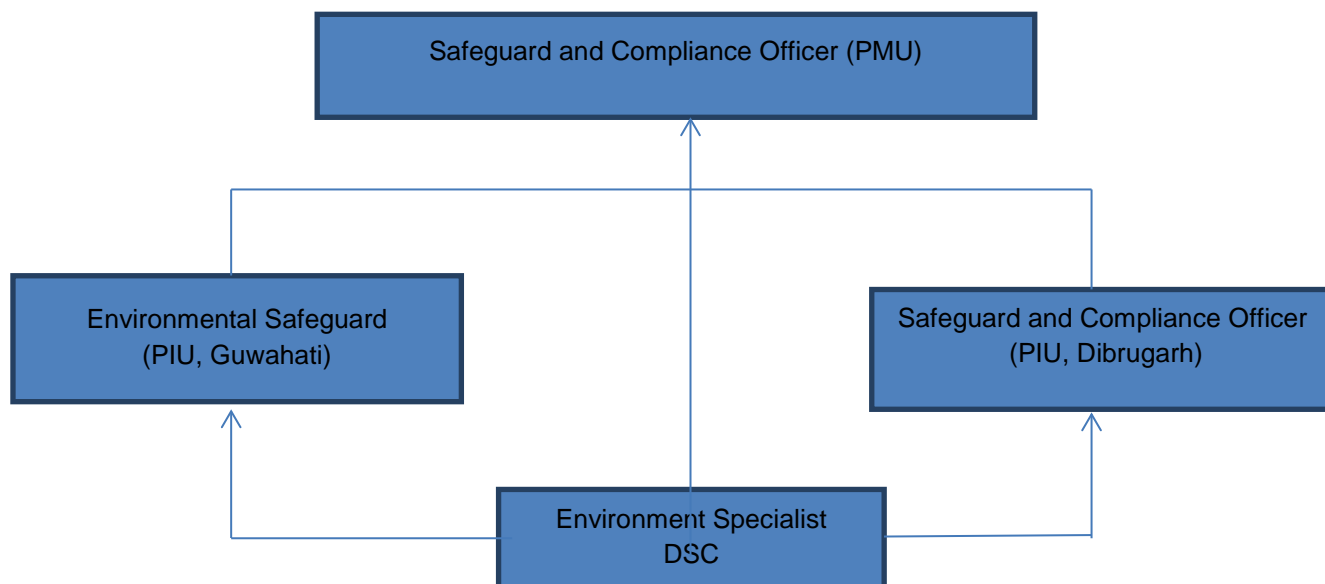 Safeguard and Compliance Officer (PMU)
Environmental Safeguard
(PIU, Guwahati)
Safeguard and Compliance Officer
(PIU, Dibrugarh)
Environment Specialist
DSC